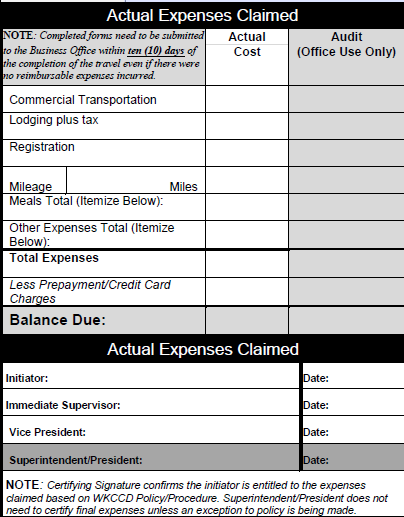 Actual Expenses Claimed
NOTE: Completed forms need to be submitted
to the Business Office within ten (10) days of
the completion of the travel even if there were
no reimbursable expenses incurred.
Actual
Cost
Audit
(Office Use Only)
Commercial Transportation
Lodging plus tax
Registration
Mileage Miles
Meals Total (Itemize Below):
Other Expenses Total (Itemize
Below):
Total Expenses
Less Prepayment/Credit Card
Charges
Balance Due:
Actual Expenses Claimed
Initiator: Date:
Immediate Supervisor: Date:
Vice President: Date:
Superintendent/President: Date:
NOTE: Certifying Signature confirms the initiator is entitled to the expenses
claimed based on WKCCD Policy/Procedure. Superintendent/President does not
need to certify final expenses unless an exception to policy is being made.